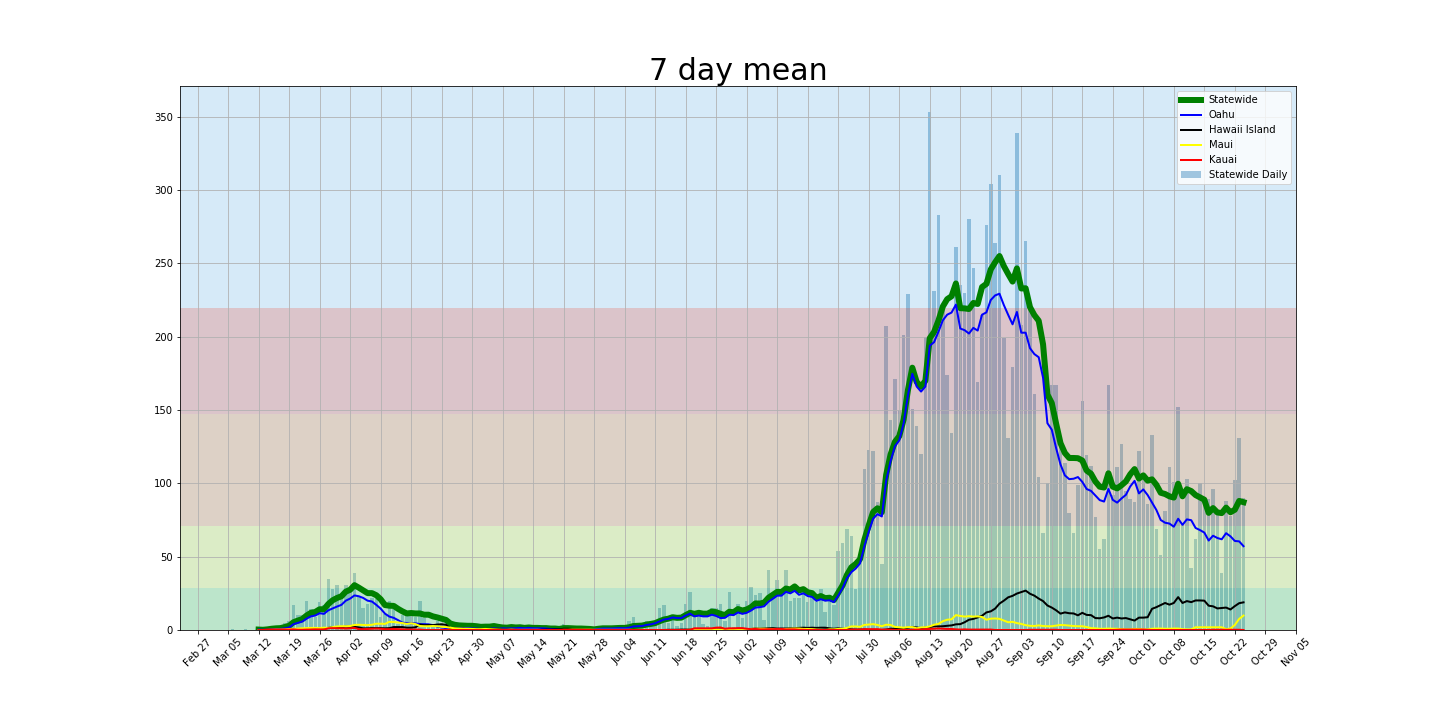 7 day mean
Statewide
Oahu
Hawaii Island
Maui
Kauai
Statewide Daily
350
300
250
200
150
100
50
0
Feb 27 Mar 05 Mar 12 Mar 19 Mar 26 Apr 02 Apr 09 Apr 16 Apr 23 Apr 30 May 07 May 14 May 21 May 28 Jun 04 Jun 11 Jun 18 Jun 25 Jul 02 Jul 09 Jul 16 Jul 23 Jul 30 Aug 06 Aug 13 Aug 20 Aug 27 Sep 03 Sep 10 Sep 17 Sep 24 Oct 01 Oct 08 Oct 15 Oct 22 Oct 29 Nov 05